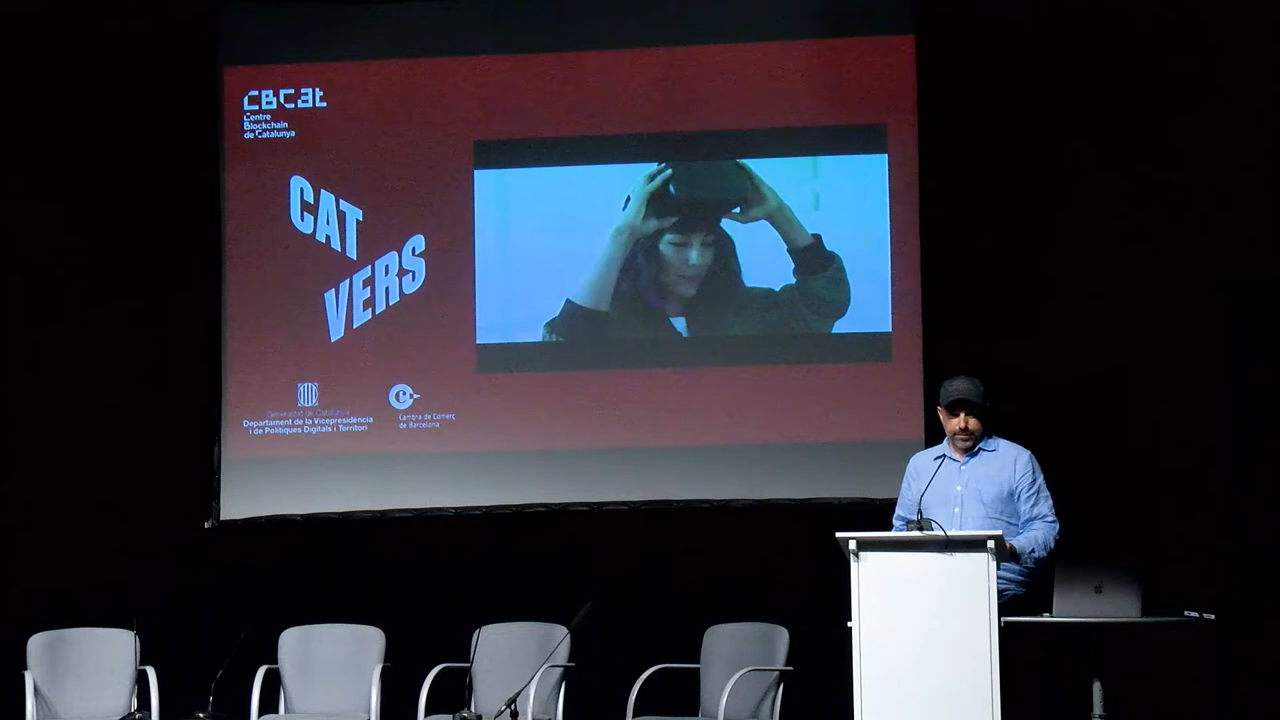 CBCat
Centre
Blockchain
de Catalunya
CAT
VERS
Generalitat de Catalunya
Departament de la Vicepresidència
i de Polítiques Digitals i Territori
Cambra de Comerç
de Barcelona